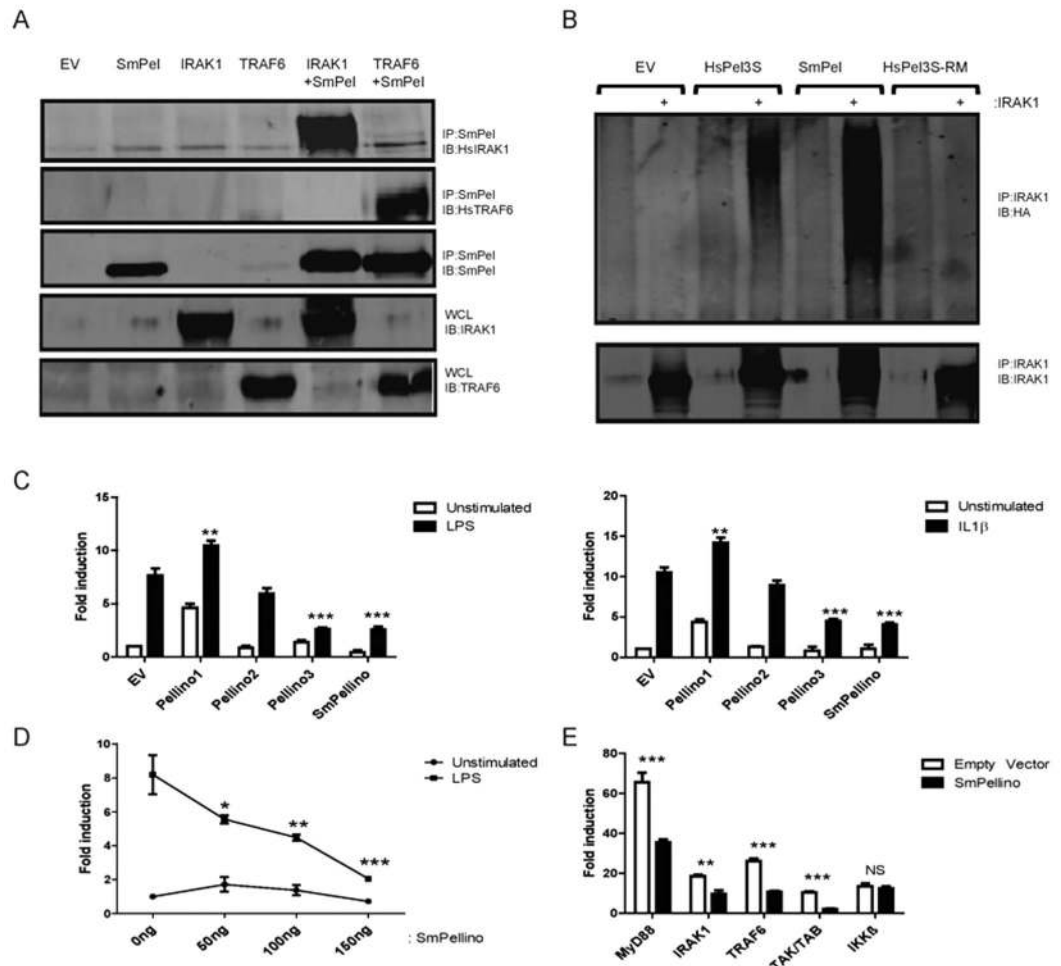 A
EV SmPel IRAK1 TRAF6 IRAK1 TRAF6
+SmPel +SmPel
IP:SmPel
IB:HsIRAK1
IP:SmPel
IB:HsTRAF6
IP:SmPel
IB:SmPel
WCL
IB:IRAK1
WCL
IB:TRAF6
B
EV HsPel3S SmPel HsPel3S-RM
+ + + + :IRAK1
IP:IRAK1
IB:HA
IP:IRAK1
IB:IRAK1
C
Fold induction
15
10
5
0
** *** ***
Unstimulated
LPS
EV Pellino1 Pellino2 Pellino3 SmPellino
Fold induction
20
15
10
5
0
** *** ***
Unstimulated
IL1β
EV Pellino1 Pellino2 Pellino3 SmPellino
D
Fold induction
10
8
6
4
2
0
* ** ***
Unstimulated
LPS
0ng 50ng 100ng 150ng : SmPellino
E
Fold induction
80
60
40
20
0
*** ** *** *** NS
Empty Vector
SmPellino
MyD88 IRAK1 TRAF6 TAK/TAB IKKß